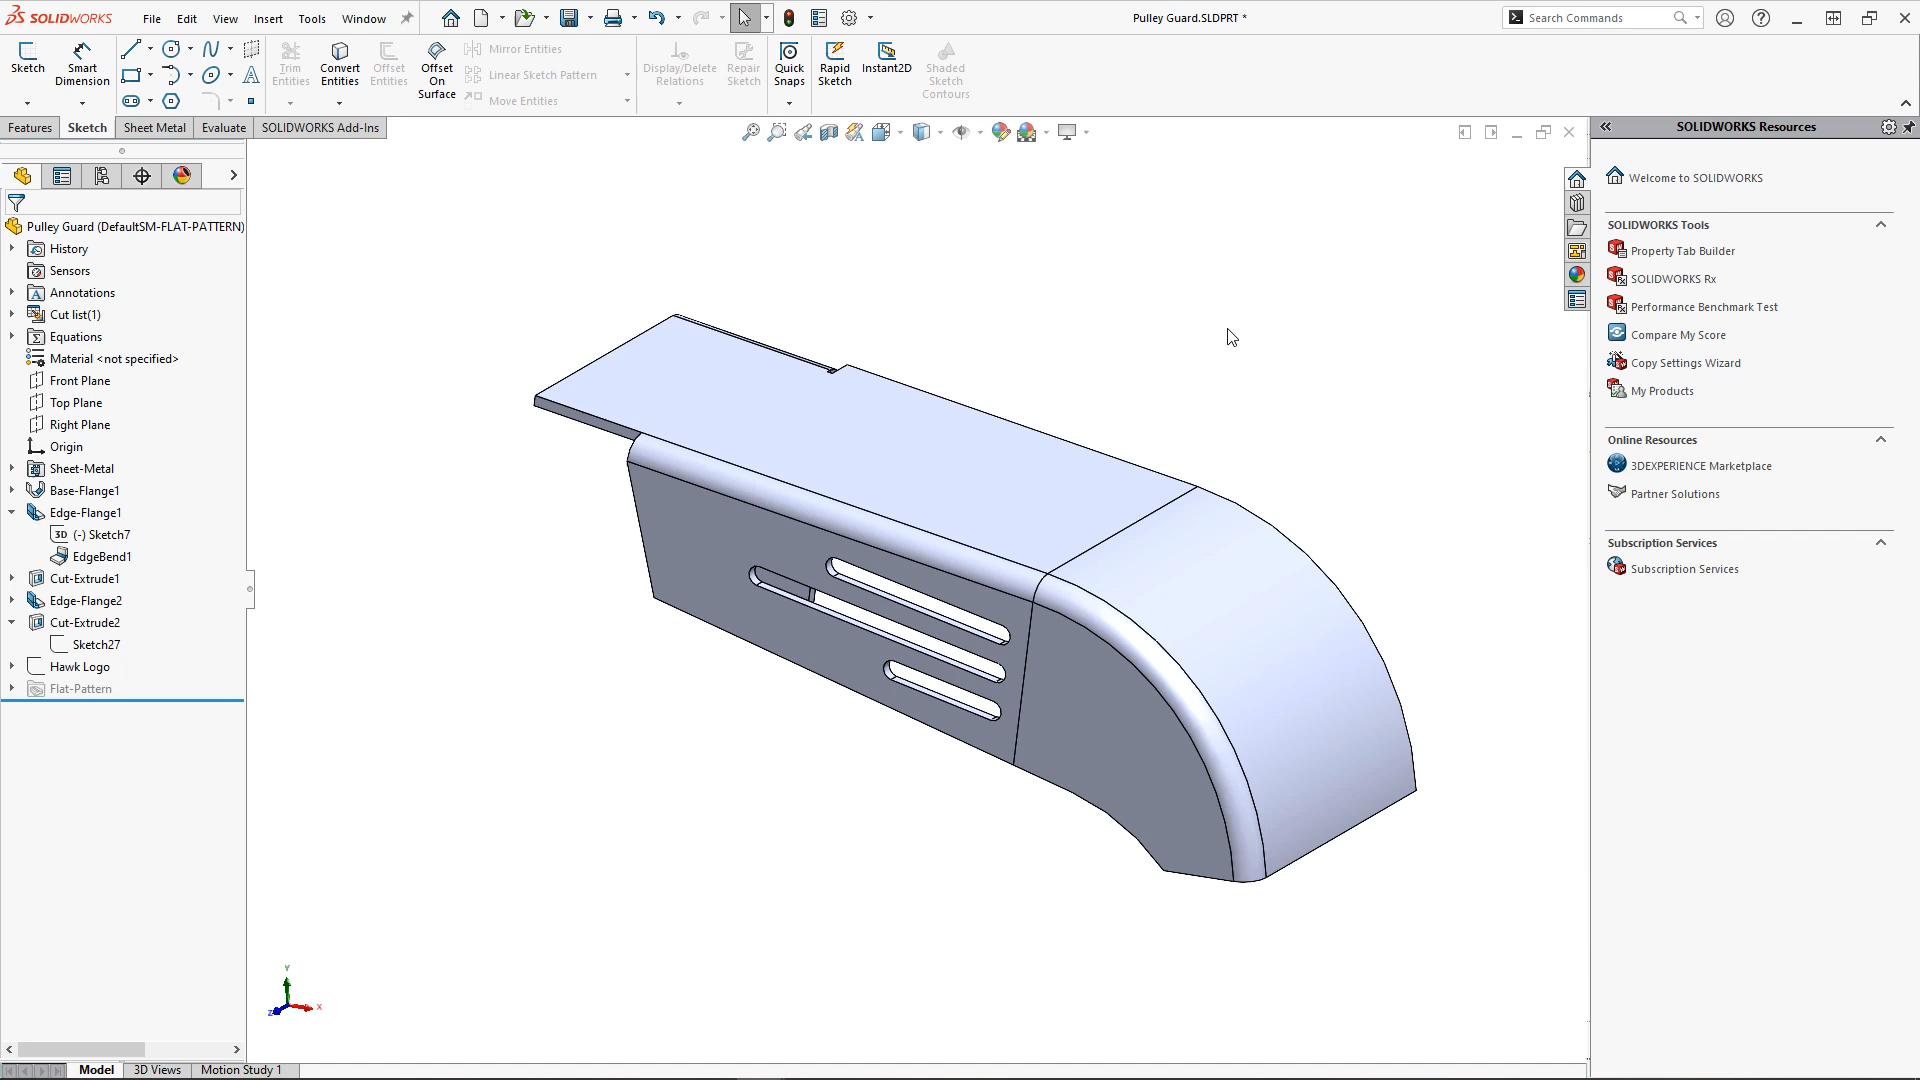 SOLIDWORKS
File Edit View Insert Tools Window
Pulley Guard.SLDPRT *
Search Commands
Sketch
Smart Dimension
Trim Entities
Convert Entities
Offset Entities
Offset On Surface
Mirror Entities
Linear Sketch Pattern
Move Entities
Display/Delete Relations
Repair Sketch
Quick Snaps
Rapid Sketch
Instant2D
Shaded Sketch Contours
Features Sketch Sheet Metal Evaluate SOLIDWORKS Add-Ins
Pulley Guard (DefaultSM-FLAT-PATTERN)
History
Sensors
Annotations
Cut list(1)
Equations
Material <not specified>
Front Plane
Top Plane
Right Plane
Origin
Sheet-Metal
Base-Flange1
Edge-Flange1
3D (-) Sketch7
EdgeBend1
Cut-Extrude1
Edge-Flange2
Cut-Extrude2
Sketch27
Hawk Logo
Flat-Pattern
Y
X
Z
Model 3D Views Motion Study 1
SOLIDWORKS Resources
Welcome to SOLIDWORKS
SOLIDWORKS Tools
Property Tab Builder
SOLIDWORKS Rx
Performance Benchmark Test
Compare My Score
Copy Settings Wizard
My Products
Online Resources
3DEXPERIENCE Marketplace
Partner Solutions
Subscription Services
Subscription Services